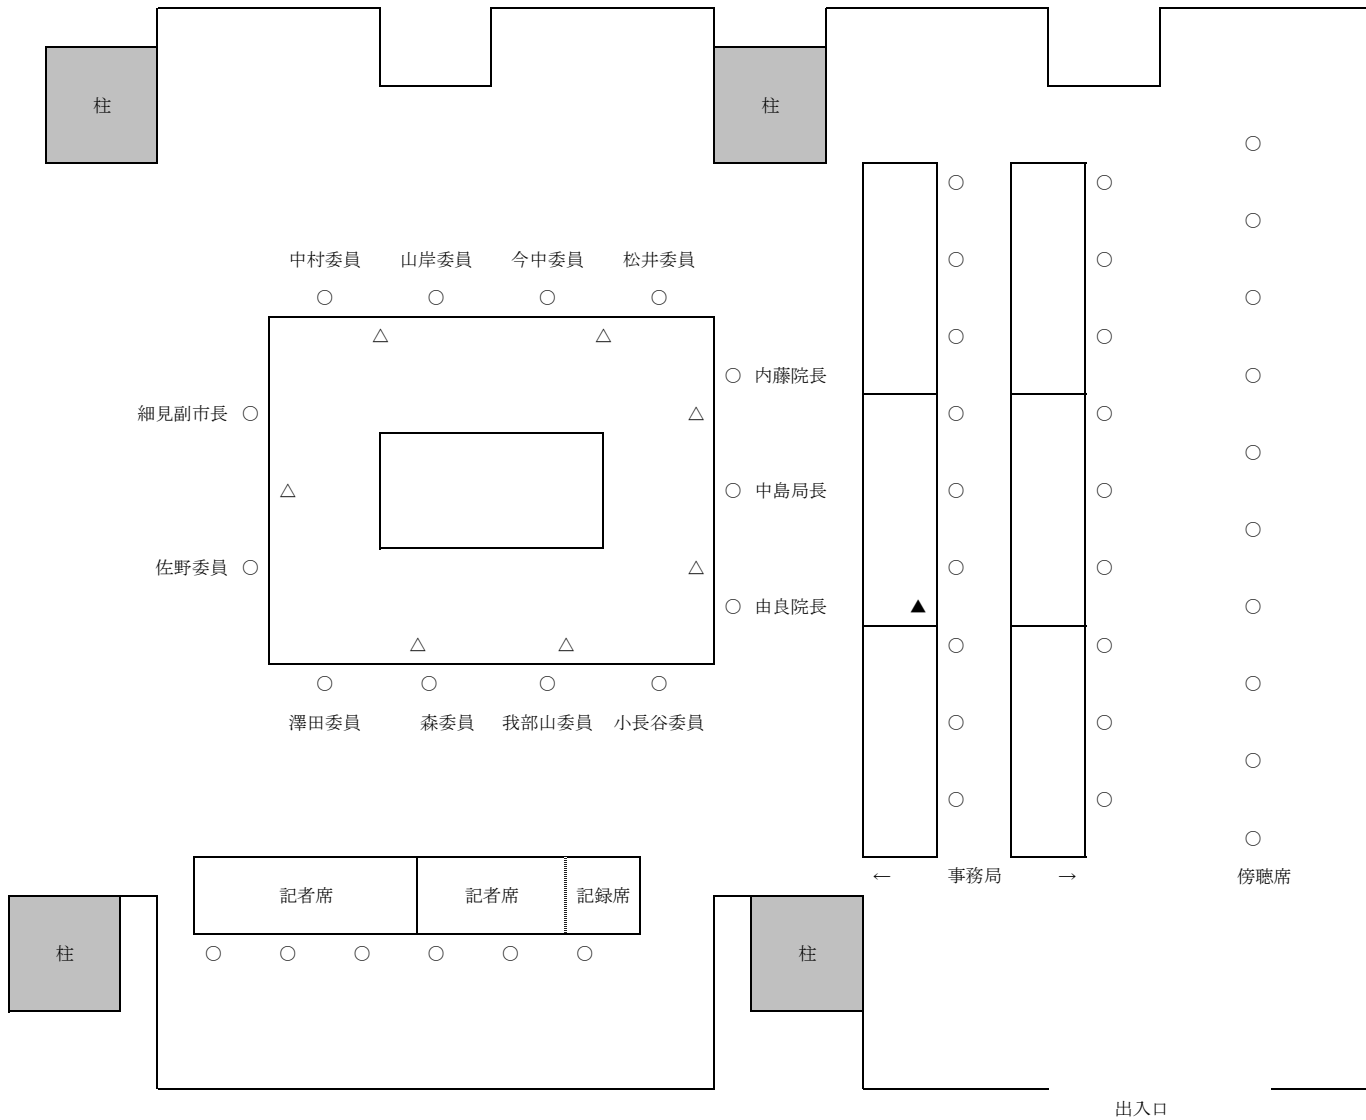 柱
柱
中村委員 山岸委員 今中委員 松井委員
内藤院長
細見副市長
中島局長
佐野委員
由良院長
澤田委員 森委員 我部山委員 小長谷委員
← 事務局 →
傍聴席
記者席 記者席 記録席
柱
柱
出入口